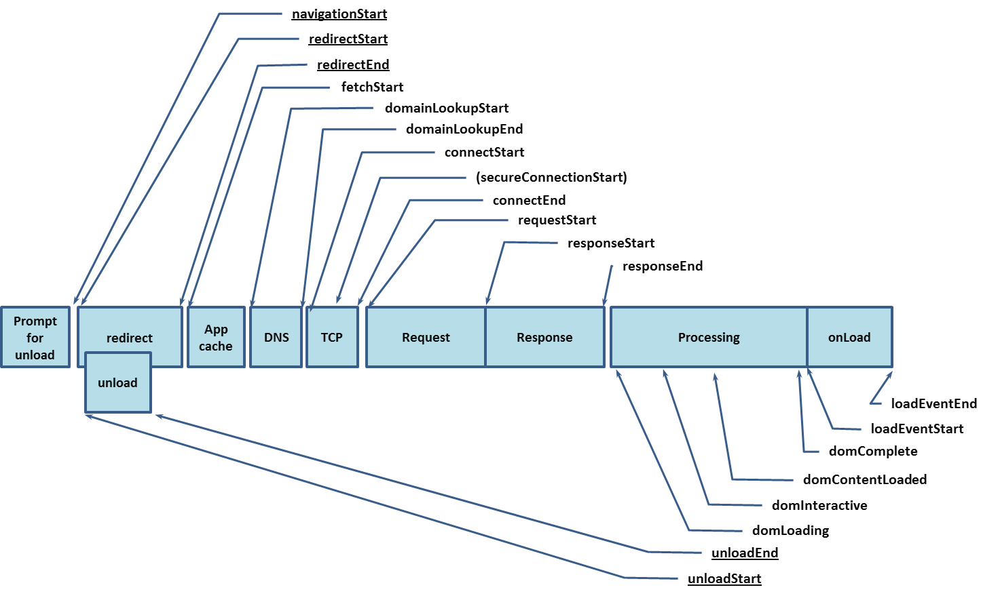 navigationStart
redirectStart
redirectEnd
fetchStart
domainLookupStart
domainLookupEnd
connectStart
(secureConnectionStart)
connectEnd
requestStart
responseStart
responseEnd
Prompt
for
unload
redirect
unload
App
cache
DNS
TCP
Request
Response
Processing
onLoad
loadEventEnd
loadEventStart
domComplete
domContentLoaded
domInteractive
domLoading
unloadEnd
unloadStart